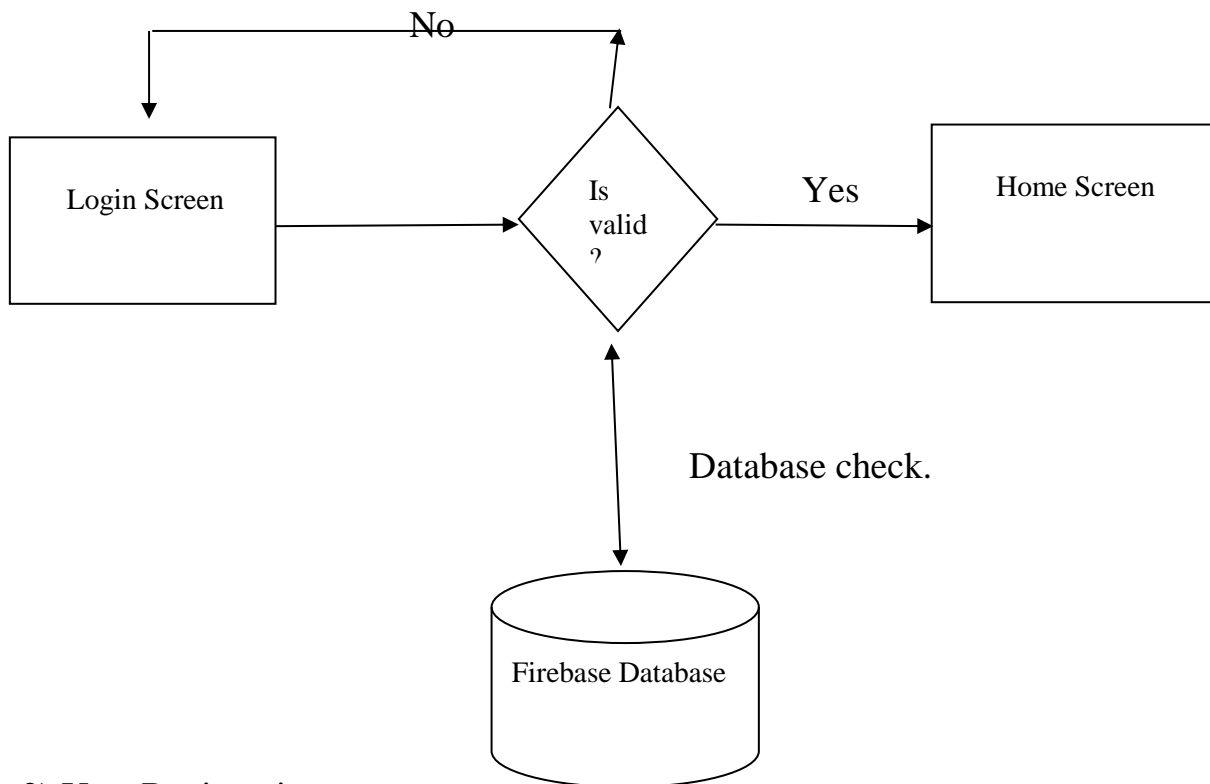 No
Login Screen
Is
valid
?
Yes
Home Screen
Database check.
Firebase Database